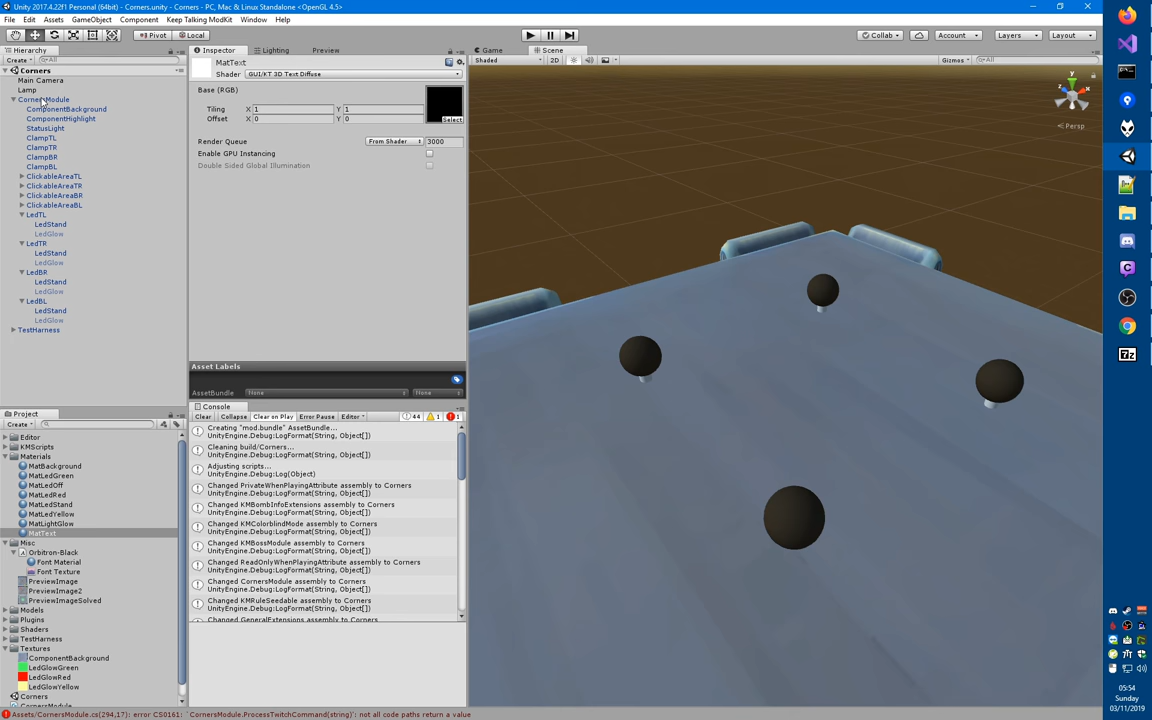 Unity 2017.4.22f1 Personal (64bit) - Corners.unity - Corners - PC, Mac & Linux Standalone <OpenGL 4.5>
File Edit Assets GameObject Component Keep Talking ModKit Window Help
Pivot Local Collab Account Layers Layout
Hierarchy
Create All
Corners
Main Camera
Lamp
CornersModule
ComponentBackground
ComponentHighlight
StatusLight
ClampTL
ClampTR
ClampBR
ClampBL
ClickableAreaTL
ClickableAreaTR
ClickableAreaBR
ClickableAreaBL
LedTL
LedStand
LedGlow
LedTR
LedStand
LedGlow
LedBR
LedStand
LedGlow
LedBL
LedStand
LedGlow
TestHarness
Project
Create
Editor
KMScripts
Materials
MatBackground
MatLedGreen
MatLedOff
MatLedRed
MatLedStand
MatLedYellow
MatLightGlow
MatText
Misc
Orbitron-Black
Font Material
Font Texture
PreviewImage
PreviewImage2
PreviewImageSolved
Models
Plugins
Shaders
TestHarness
Textures
ComponentBackground
LedGlowGreen
LedGlowRed
LedGlowYellow
Corners
CornersModule
Inspector Lighting Preview
MatText
Shader GUI/KT 3D Text Diffuse
Base (RGB)
Tiling X 1 Y 1
Offset X 0 Y 0
Select
Render Queue From Shader 3000
Enable GPU Instancing
Double Sided Global Illumination
Asset Labels
AssetBundle None None
Console
Clear Collapse Clear on Play Error Pause Editor 44 1 1
Creating "mod.bundle" AssetBundle...
UnityEngine.Debug:LogFormat(String, Object[])
Cleaning build/Corners...
UnityEngine.Debug:LogFormat(String, Object[])
Adjusting scripts...
UnityEngine.Debug:Log(Object)
Changed PrivateWhenPlayingAttribute assembly to Corners
UnityEngine.Debug:LogFormat(String, Object[])
Changed KMBombInfoExtensions assembly to Corners
UnityEngine.Debug:LogFormat(String, Object[])
Changed KMColorblindMode assembly to Corners
UnityEngine.Debug:LogFormat(String, Object[])
Changed KMBossModule assembly to Corners
UnityEngine.Debug:LogFormat(String, Object[])
Changed ReadOnlyWhenPlayingAttribute assembly to Corners
UnityEngine.Debug:LogFormat(String, Object[])
Changed CornersModule assembly to Corners
UnityEngine.Debug:LogFormat(String, Object[])
Changed KMRuleSeedable assembly to Corners
UnityEngine.Debug:LogFormat(String, Object[])
Changed GeneralExtensions assembly to Corners
Game Scene
Shaded 2D Gizmos All
y
x
z
Persp
7z
05:54
Sunday
03/11/2019
Assets/CornersModule.cs(294,17): error CS0161: `CornersModule.ProcessTwitchCommand(string)': not all code paths return a value